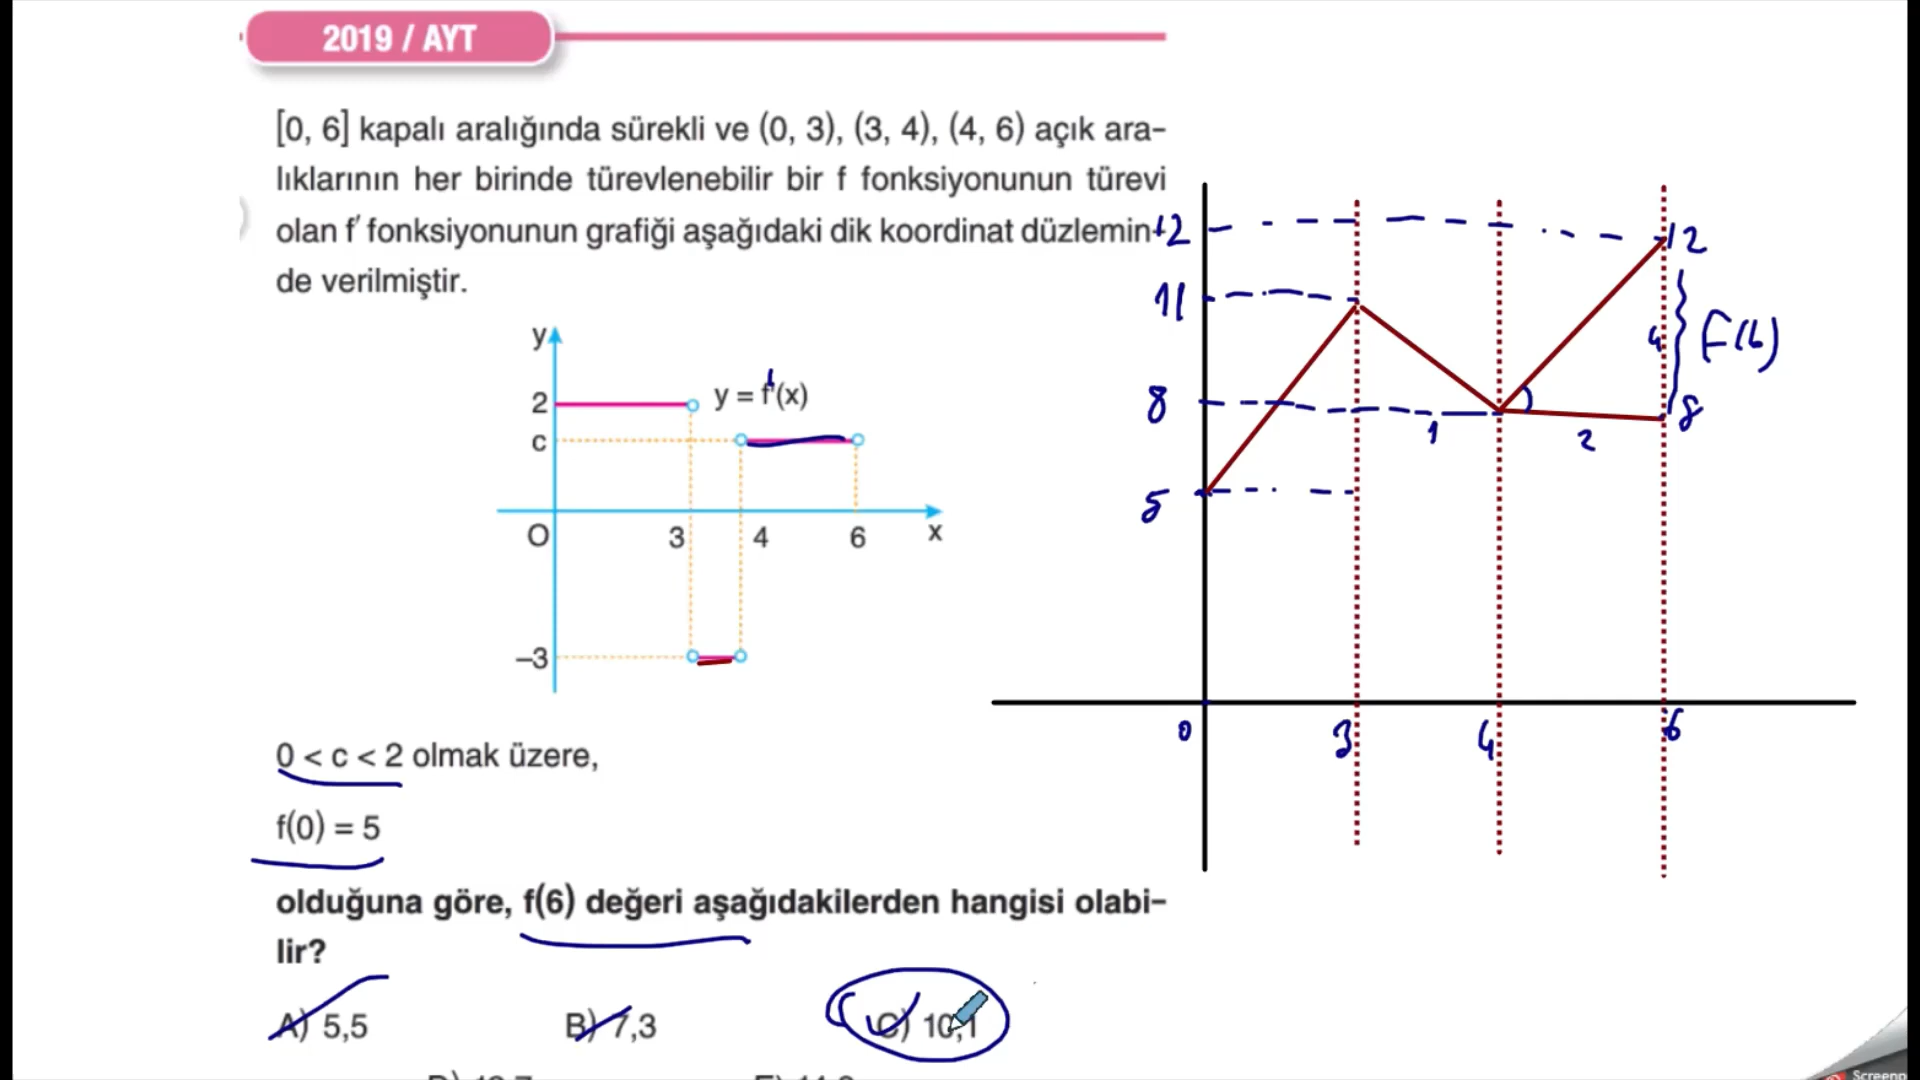 2019 / AYT
[0, 6] kapalı aralığında sürekli ve (0, 3), (3, 4), (4, 6) açık ara-
lıklarının her birinde türevlenebilir bir f fonksiyonunun türevi
olan f' fonksiyonunun grafiği aşağıdaki dik koordinat düzlemin-
de verilmiştir.
y
2
y = f'(x)
c
O
3
4
6
x
–3
0 < c < 2 olmak üzere,
f(0) = 5
olduğuna göre, f(6) değeri aşağıdakilerden hangisi olabi-
lir?
A) 5,5
B) 7,3
C) 10,1
12
12
11
4
F(6)
8
1
2
8
5
0
3
4
6